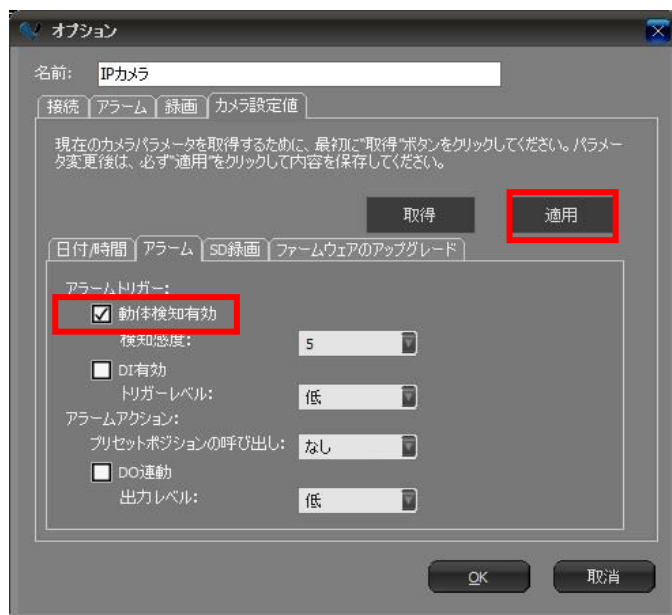 オプション
名前: IPカメラ
接続 アラーム 録画 カメラ設定値
現在のカメラパラメータを取得するために、最初に"取得"ボタンをクリックしてください。パラメー
タ変更後は、必ず"適用"をクリックして内容を保存してください。
取得 適用
日付/時間 アラーム SD録画 ファームウェアのアップグレード
アラームトリガー:
動体検知有効
検知感度: 5
DI有効
トリガーレベル: 低
アラームアクション:
プリセットポジションの呼び出し: なし
DO連動
出力レベル: 低
OK 取消